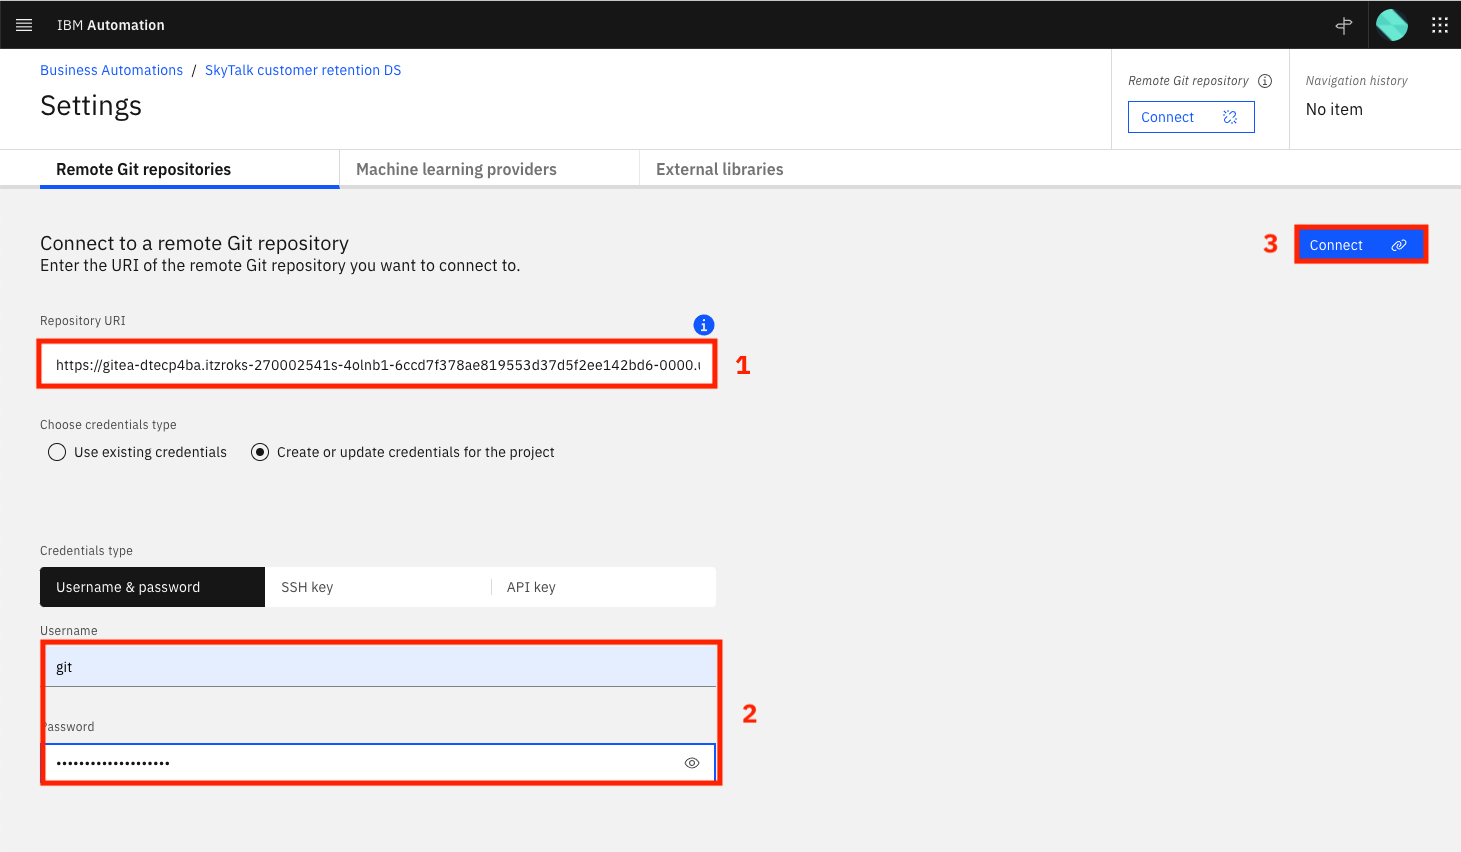 IBM Automation
Business Automations / SkyTalk customer retention DS
Settings
Remote Git repository
Connect
Navigation history
No item
Remote Git repositories
Machine learning providers
External libraries
Connect to a remote Git repository
Enter the URI of the remote Git repository you want to connect to.
3
Connect
Repository URI
https://gitea-dtecp4ba.itzroks-270002541s-4olnb1-6ccd7f378ae819553d37d5f2ee142bd6-0000.u
1
Choose credentials type
Use existing credentials
Create or update credentials for the project
Credentials type
Username & password
SSH key
API key
Username
git
2
Password
••••••••••••••••••••